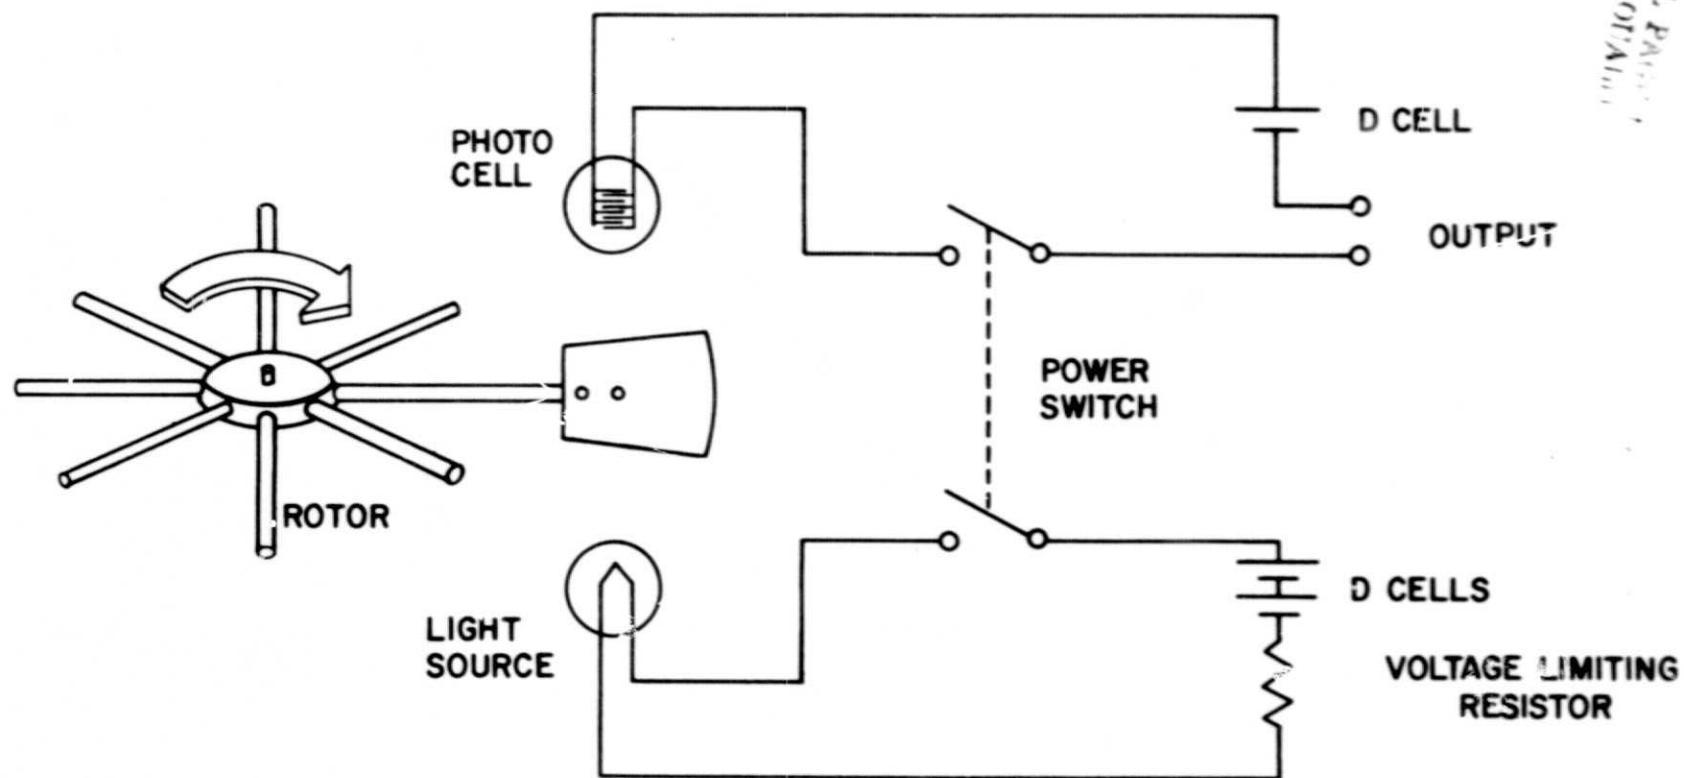 PHOTO
CELL
D CELL
OUTPUT
POWER
SWITCH
ROTOR
LIGHT
SOURCE
D CELLS
VOLTAGE LIMITING
RESISTOR